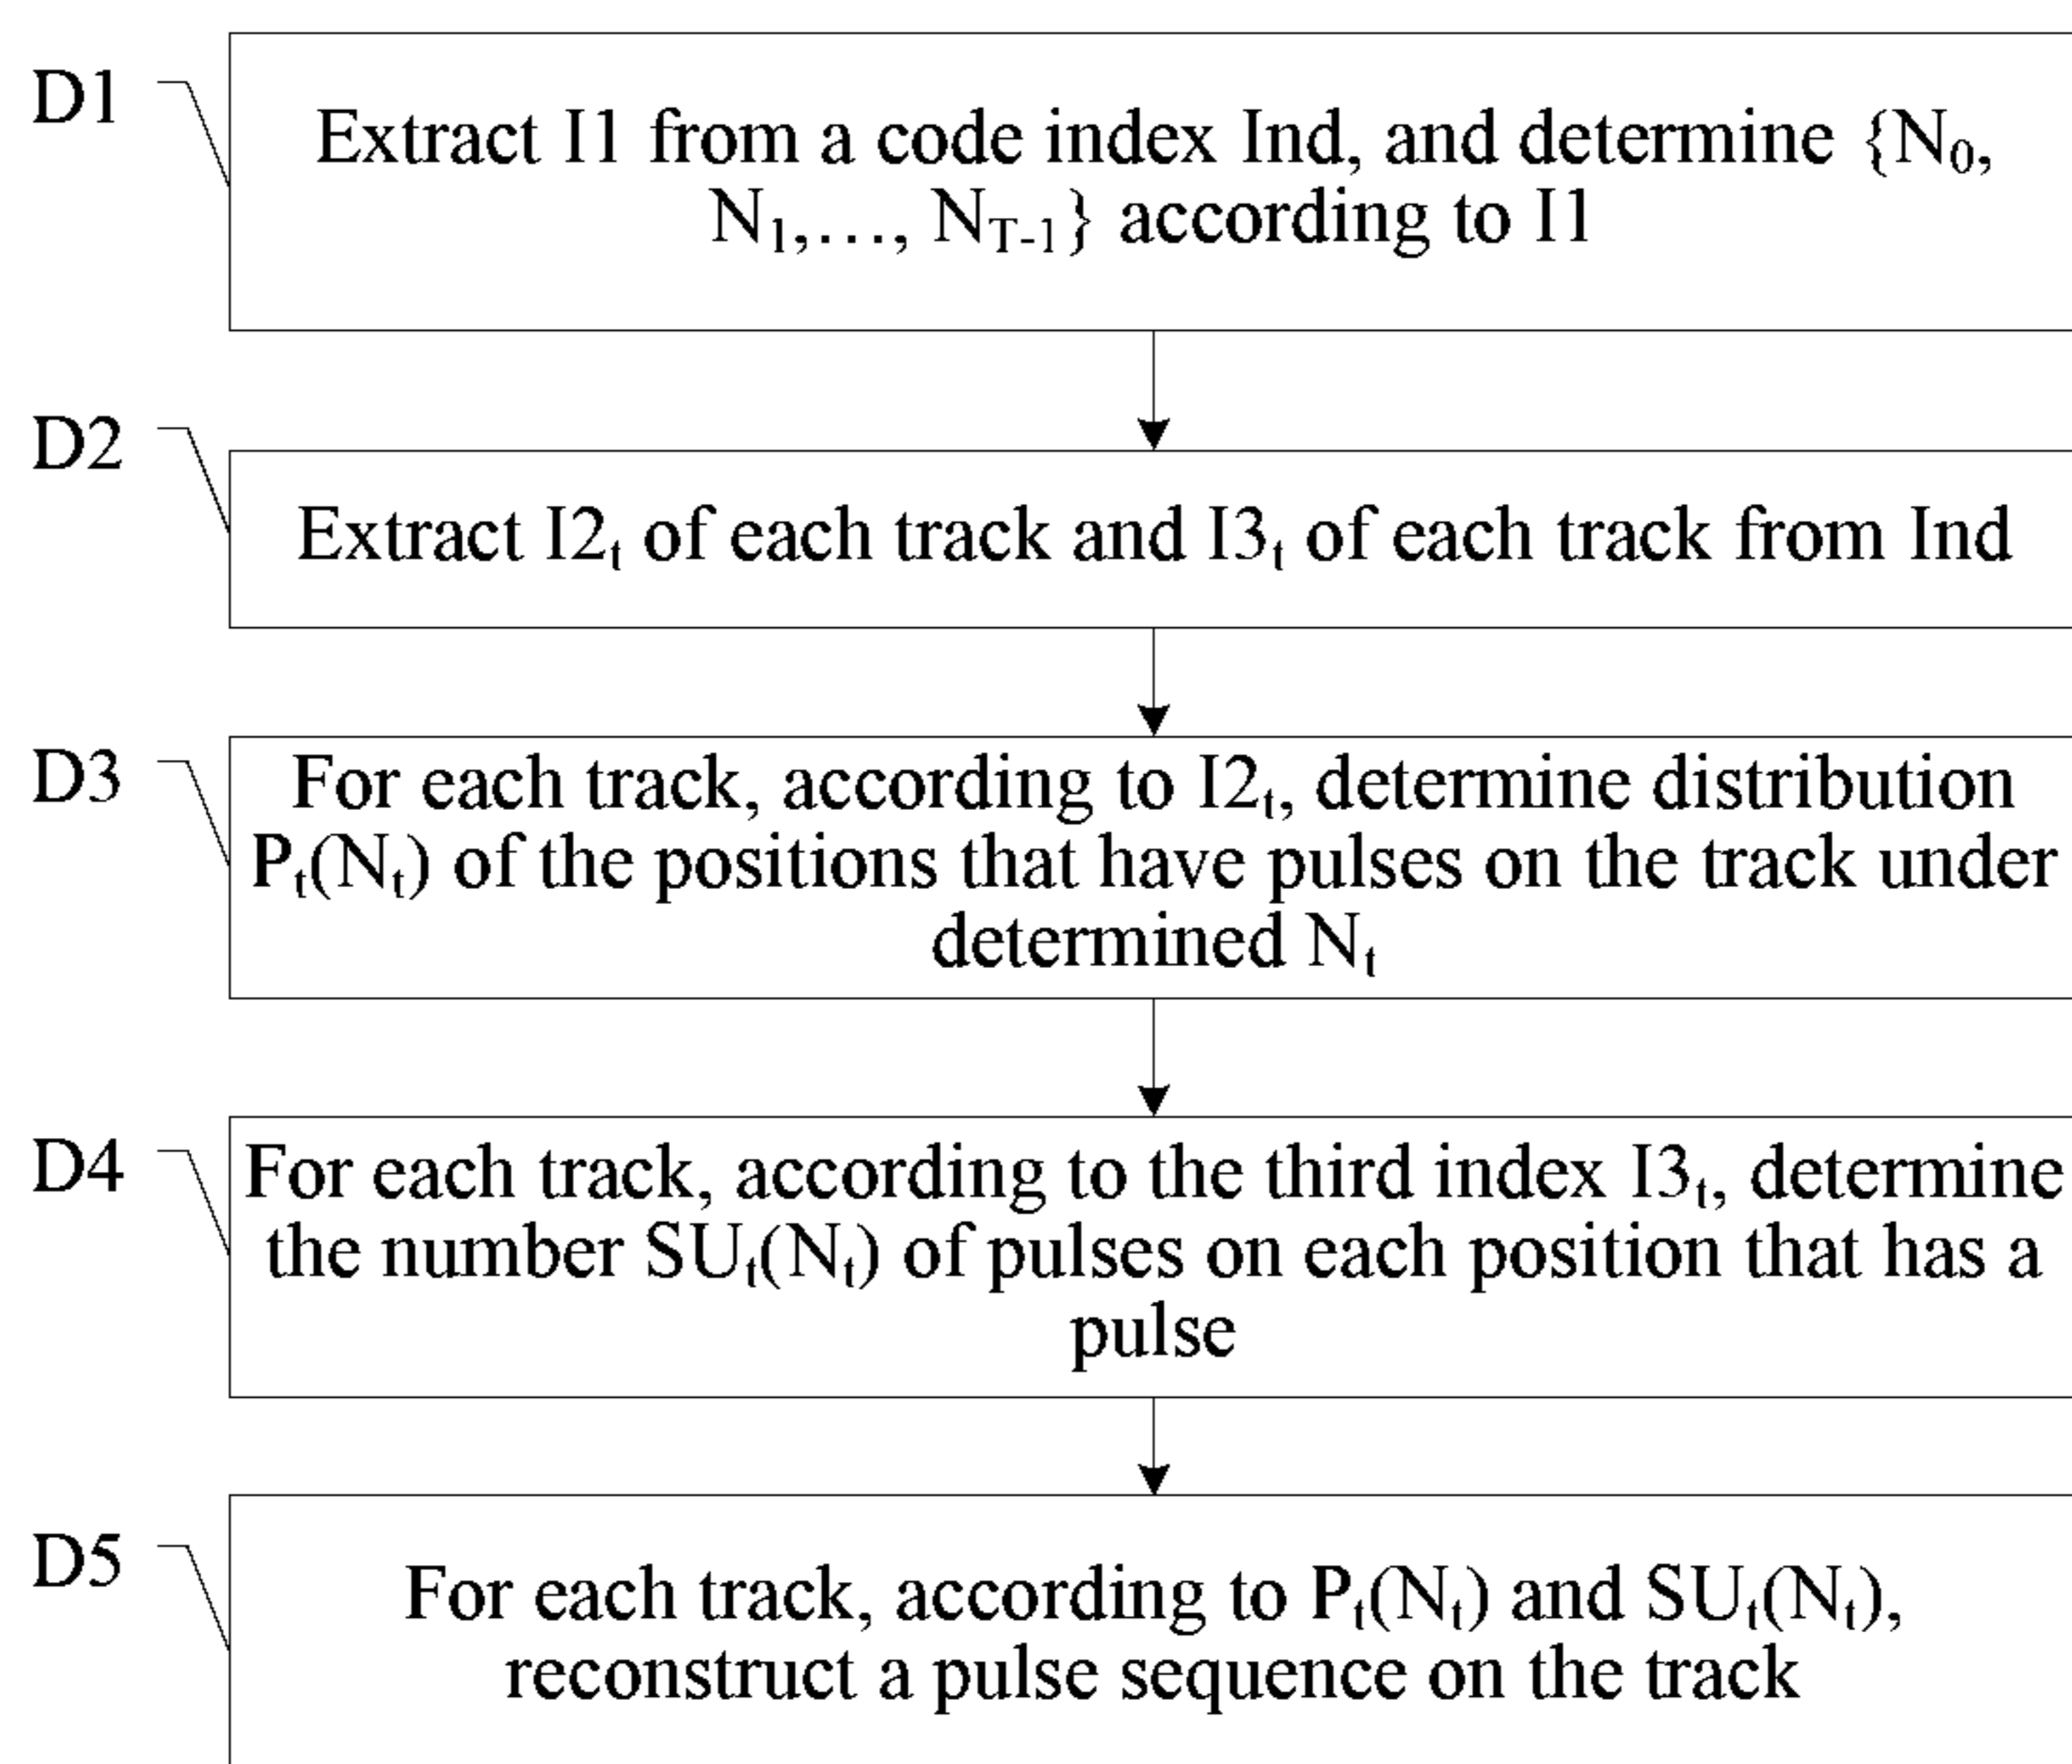 D1
Extract I1 from a code index Ind, and determine {N₀,
N₁,…, N_T-1} according to I1
D2
Extract I2ₜ of each track and I3ₜ of each track from Ind
D3
For each track, according to I2ₜ, determine distribution
Pₜ(Nₜ) of the positions that have pulses on the track under
determined Nₜ
D4
For each track, according to the third index I3ₜ, determine
the number SUₜ(Nₜ) of pulses on each position that has a
pulse
D5
For each track, according to Pₜ(Nₜ) and SUₜ(Nₜ),
reconstruct a pulse sequence on the track